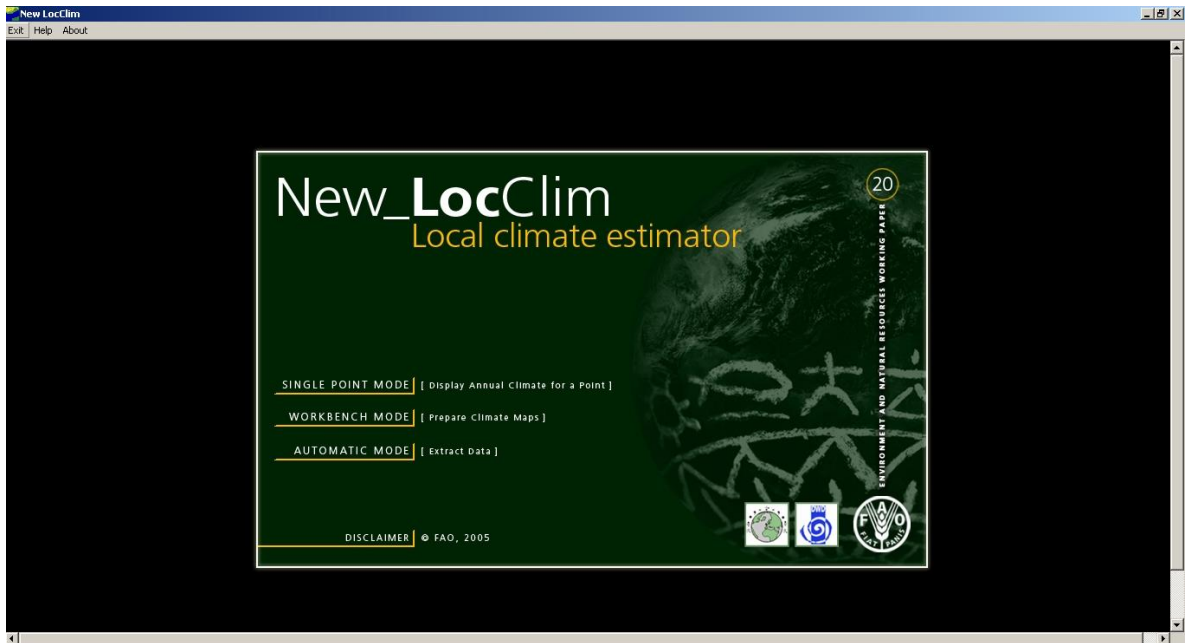 New LocClim
Exit Help About
New_LocClim
Local climate estimator
20
ENVIRONMENT AND NATURAL RESOURCES WORKING PAPER
SINGLE POINT MODE [ Display Annual Climate for a Point ]
WORKBENCH MODE [ Prepare Climate Maps ]
AUTOMATIC MODE [ Extract Data ]
DISCLAIMER © FAO, 2005
DWD
FAO
FIAT PANIS